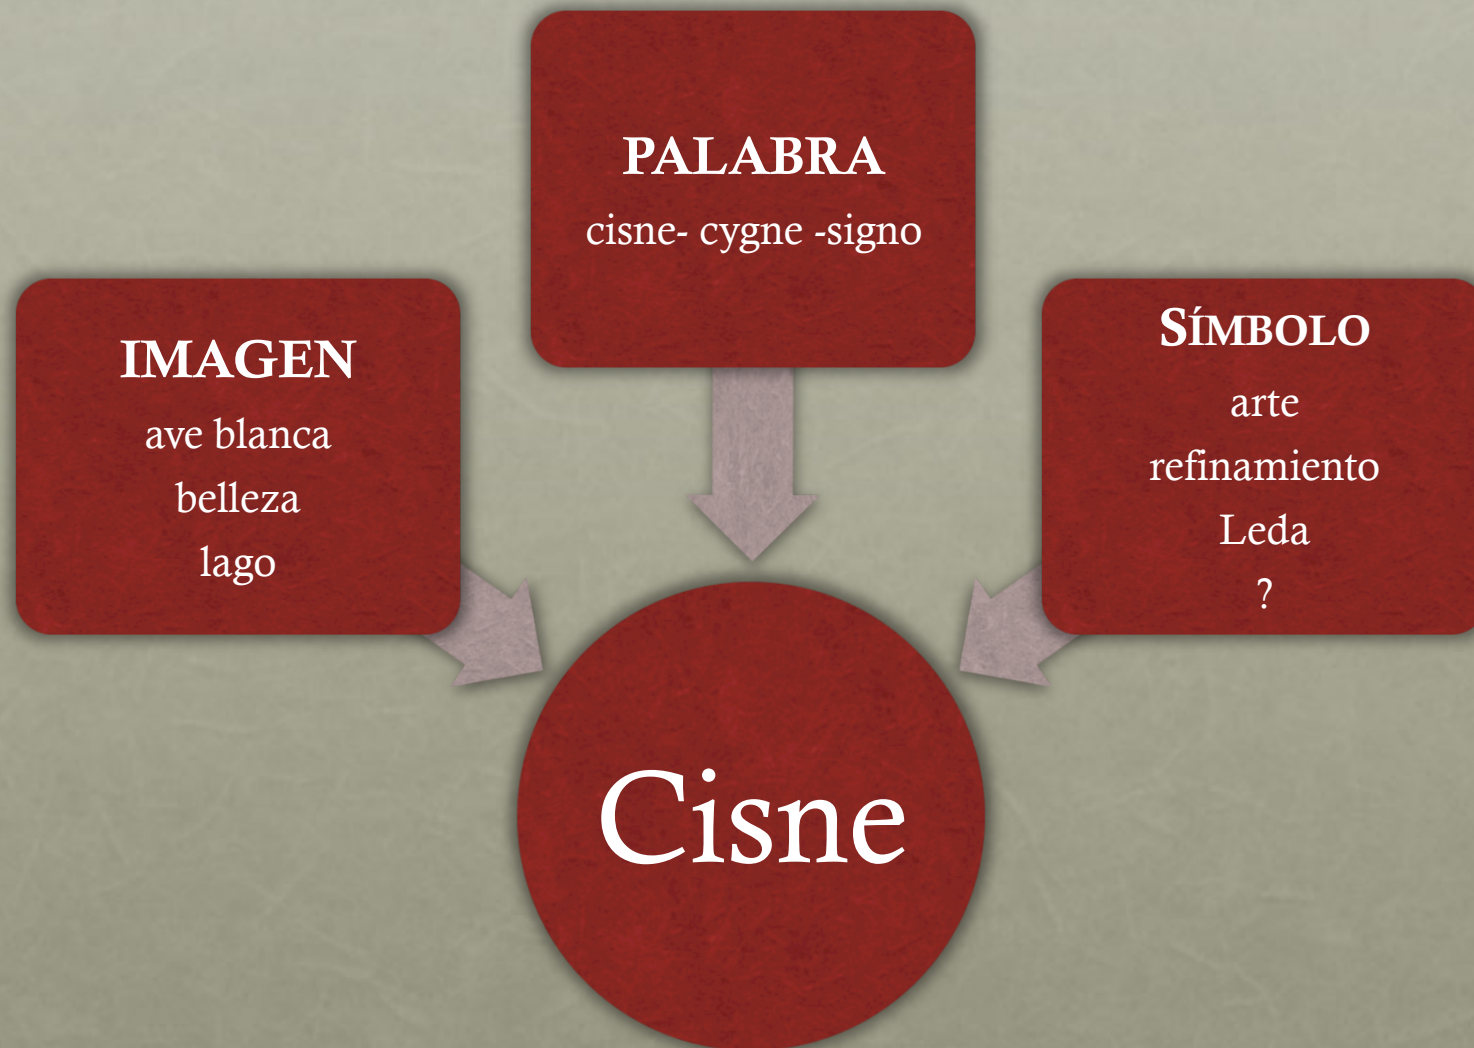 PALABRA
cisne- cygne -signo
IMAGEN
ave blanca
belleza
lago
SÍMBOLO
arte
refinamiento
Leda
?
Cisne